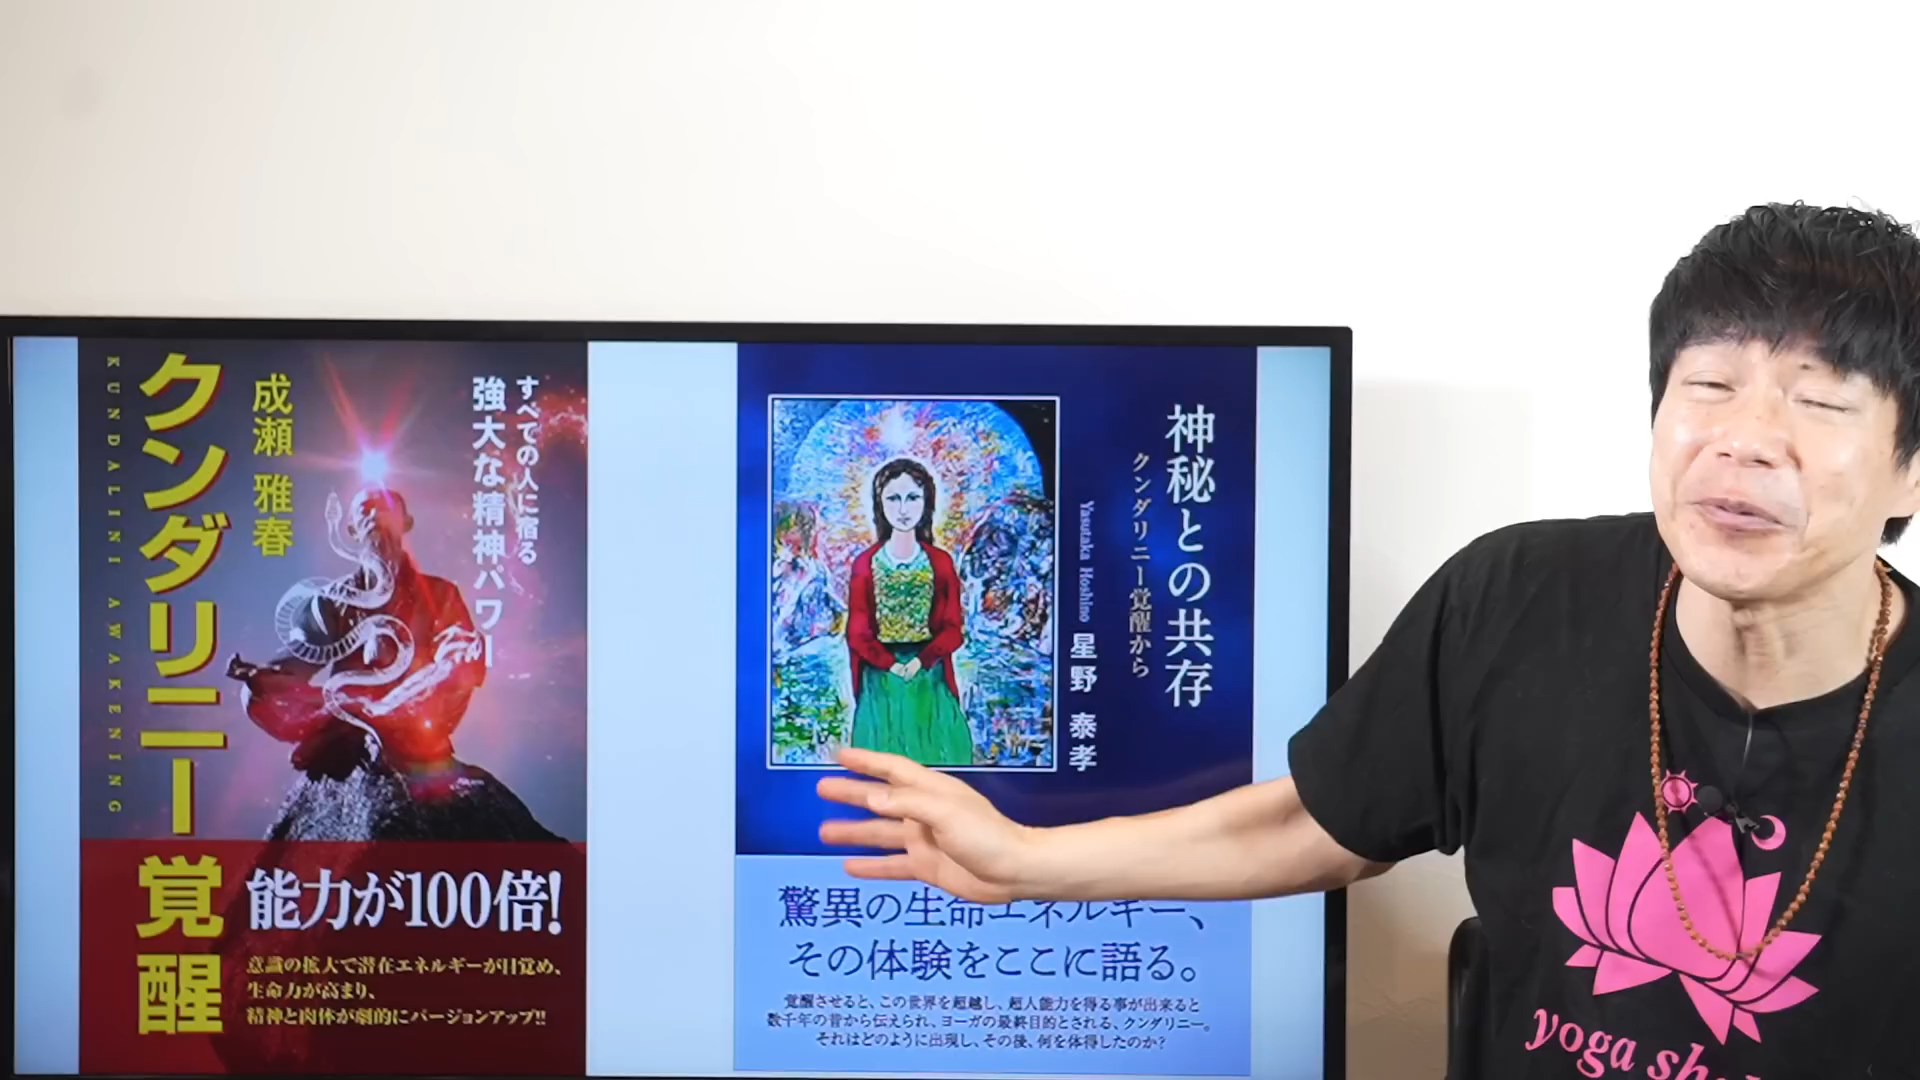 クンダリニー覚醒
KUNDALINI AWAKENING
成瀬 雅春
すべての人に宿る
強大な精神パワー
能力が100倍!
意識の拡大で潜在エネルギーが目覚め、
生命力が高まり、
精神と肉体が劇的にバージョンアップ!!
神秘との共存
クンダリニー覚醒から
Yasutaka Hoshino
星野 泰孝
驚異の生命エネルギー、
その体験をここに語る。
覚醒させると、この世界を超越し、超人能力を得る事が出来ると
数千年の昔から伝えられ、ヨーガの最終目的とされる、クンダリニー。
それはどのように出現し、その後、何を体得したのか?
yoga